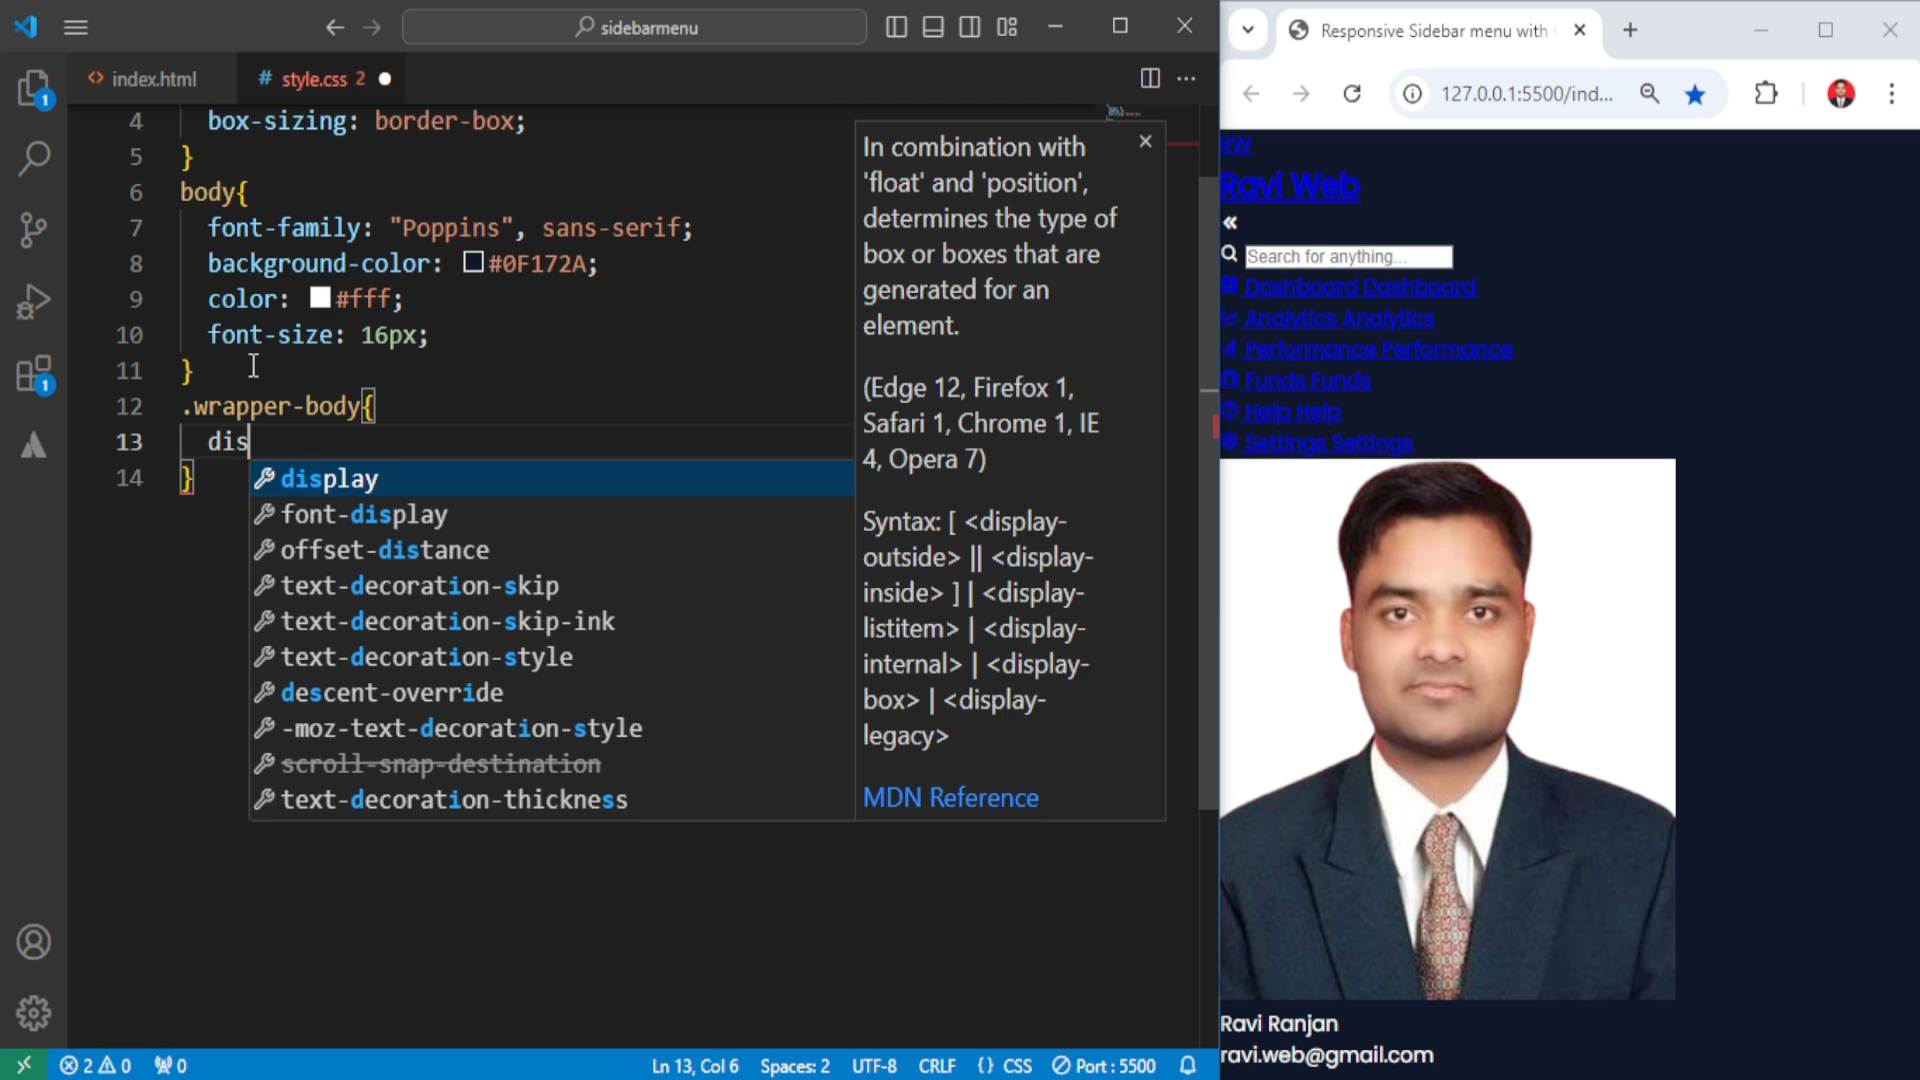 sidebarmenu
index.html
# style.css 2
4 box-sizing: border-box;
5 }
6 body{
7 font-family: "Poppins", sans-serif;
8 background-color: #0F172A;
9 color: #fff;
10 font-size: 16px;
11 }
12 .wrapper-body{
13 dis
14 }
display
font-display
offset-distance
text-decoration-skip
text-decoration-skip-ink
text-decoration-style
descent-override
-moz-text-decoration-style
scroll-snap-destination
text-decoration-thickness
In combination with
'float' and 'position',
determines the type of
box or boxes that are
generated for an
element.
(Edge 12, Firefox 1,
Safari 1, Chrome 1, IE
4, Opera 7)
Syntax: [ <display-
outside> || <display-
inside> ] | <display-
listitem> | <display-
internal> | <display-
box> | <display-
legacy>
MDN Reference
1
1
2 0 0
Ln 13, Col 6 Spaces: 2 UTF-8 CRLF {} CSS Port : 5500
Responsive Sidebar menu with
127.0.0.1:5500/ind...
RW
Ravi Web
«
Search for anything...
Dashboard Dashboard
Analytics Analytics
Performance Performance
Funds Funds
Help Help
Settings Settings
Ravi Ranjan
ravi.web@gmail.com